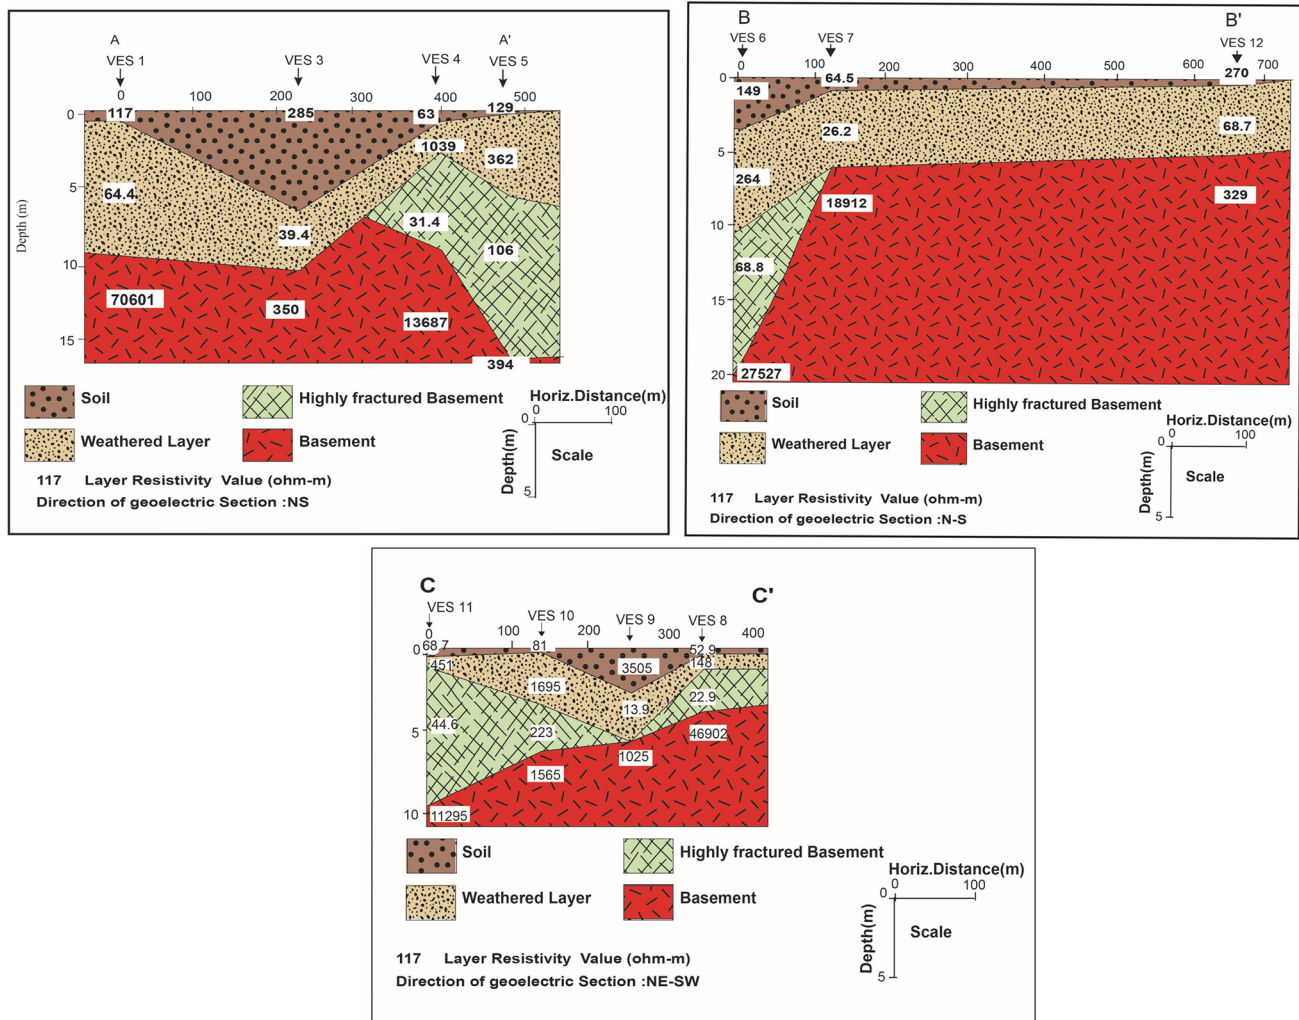 A A'
VES 1 VES 3 VES 4 VES 5
0 100 200 300 400 500
0 117 285 63 129
1039
362
5 64.4
39.4 31.4
106
10
70601 350 13687
15
394
Depth (m)
Soil Highly fractured Basement
Weathered Layer Basement
117 Layer Resistivity Value (ohm-m)
Direction of geoelectric Section :NS
Horiz.Distance(m)
0 100
0
Depth(m) Scale
5
B B'
VES 6 VES 7 VES 12
0 100 200 300 400 500 600 700
0 64.5 270
149
26.2 68.7
5
264
18912 329
10
68.8
15
20 27527
Soil Highly fractured Basement
Weathered Layer Basement
117 Layer Resistivity Value (ohm-m)
Direction of geoelectric Section :N-S
Horiz.Distance(m)
0 100
0
Depth(m) Scale
5
C C'
VES 11 VES 10 VES 9 VES 8
0 100 200 300 400
0 68.7 81 52.9
451 3505 148
1695 22.9
13.9
5 44.6 223 46902
1025
1565
10 11295
Soil Highly fractured Basement
Weathered Layer Basement
117 Layer Resistivity Value (ohm-m)
Direction of geoelectric Section :NE-SW
Horiz.Distance(m)
0 100
0
Depth(m) Scale
5